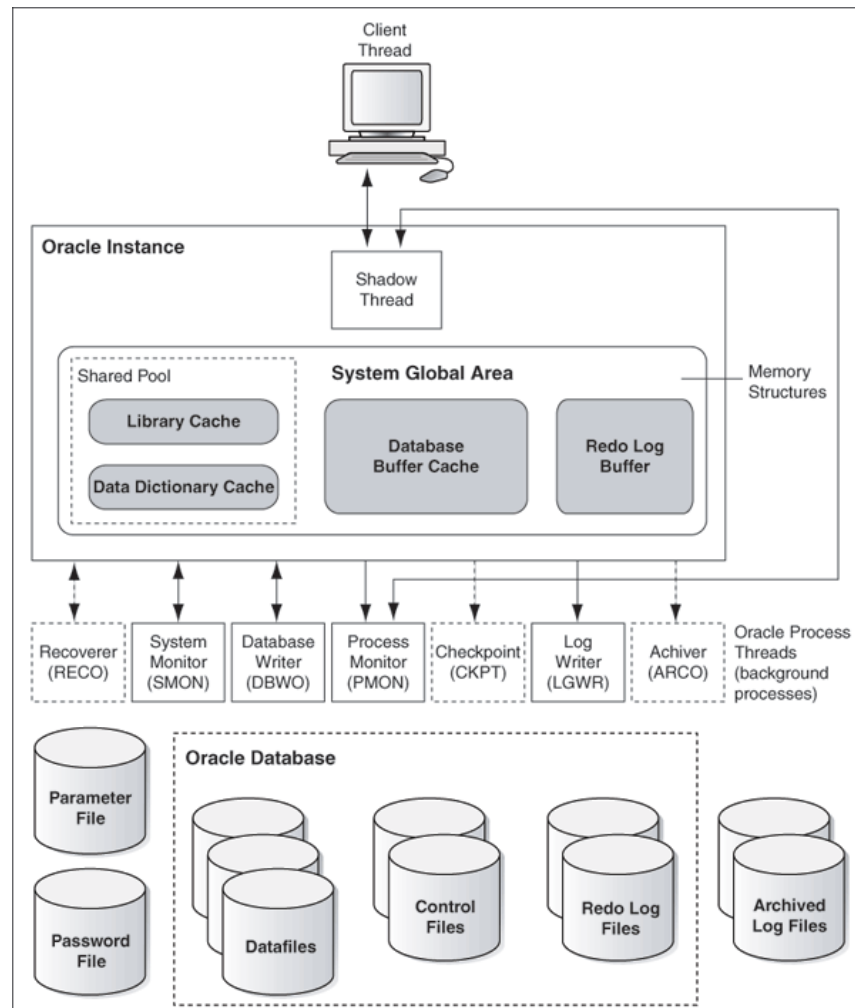 Client
Thread
Oracle Instance
Shadow
Thread
Shared Pool
System Global Area
Memory
Structures
Library Cache
Data Dictionary Cache
Database
Buffer Cache
Redo Log
Buffer
Recoverer
(RECO)
System
Monitor
(SMON)
Database
Writer
(DBWO)
Process
Monitor
(PMON)
Checkpoint
(CKPT)
Log
Writer
(LGWR)
Achiver
(ARCO)
Oracle Process
Threads
(background
processes)
Parameter
File
Password
File
Oracle Database
Datafiles
Control
Files
Redo Log
Files
Archived
Log Files